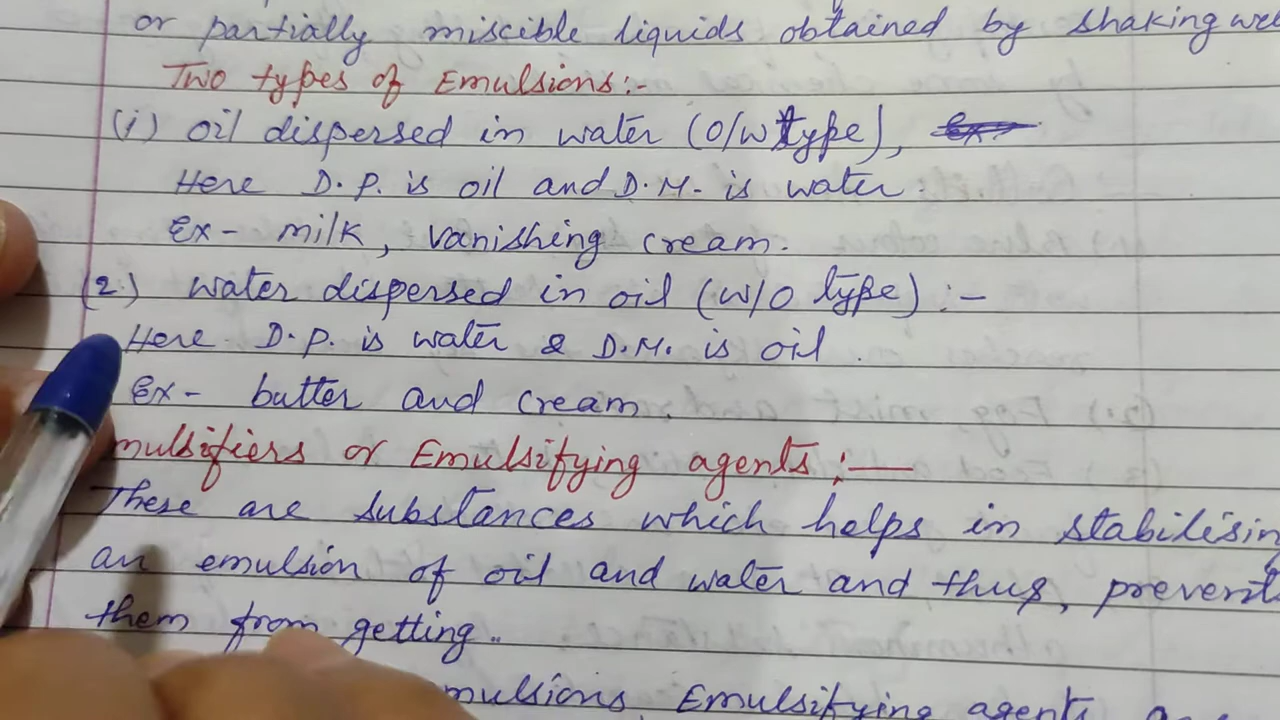 or partially miscible liquids obtained by shaking
Two types of Emulsions:-
(i) oil dispersed in water (O/W type),
Here D.P. is oil and D.M. is water.
Ex- milk, vanishing cream.
(2.) water dispersed in oil (W/O type) :-
Here D.P. is water & D.M. is oil.
Ex- butter and cream.
mulsifiers or Emulsifying agents :—
These are substances which helps in stabilisin
an emulsion of oil and water and thus, prevent
them from getting..
mulsions. Emulsifying agents